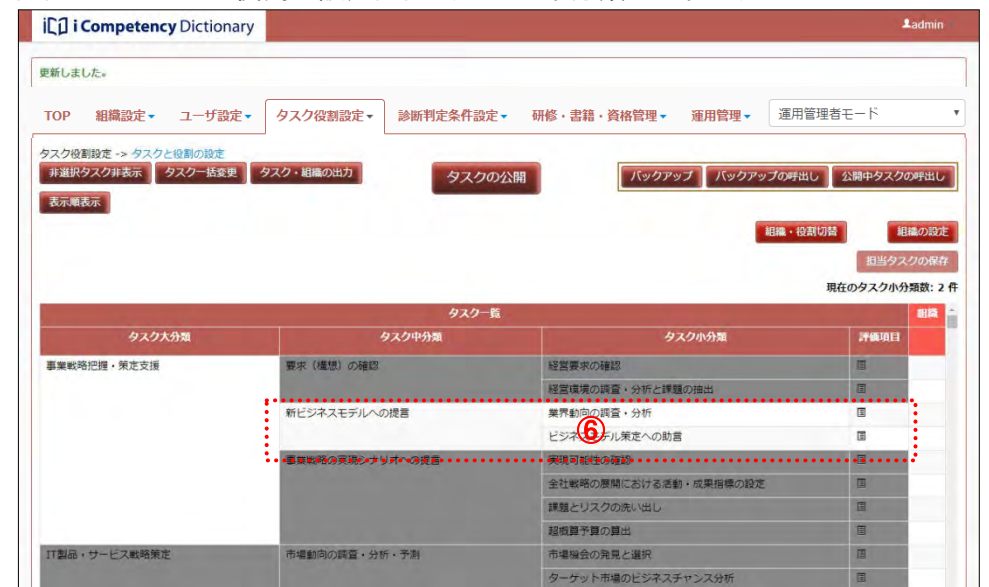 i Competency Dictionary
admin
更新しました。
TOP 組織設定 ユーザ設定 タスク役割設定 診断判定条件設定 研修・書籍・資格管理 運用管理 運用管理者モード
タスク役割設定 -> タスクと役割の設定
非選択タスク非表示 タスク一括変更 タスク・組織の出力 タスクの公開 バックアップ バックアップの呼出し 公開中タスクの呼出し
表示順表示
組織・役割切替 組織の設定
担当タスクの保存
現在のタスク小分類数: 2 件
タスク一覧 組織
タスク大分類 タスク中分類 タスク小分類 評価項目
事業戦略把握・策定支援 要求（構想）の確認 経営要求の確認
経営環境の調査・分析と課題の抽出
新ビジネスモデルへの提言 業界動向の調査・分析
⑥
ビジネスモデル策定への助言
事業戦略の実現シナリオへの提言 実現可能性の確認
全社戦略の展開における活動・成果指標の設定
課題とリスクの洗い出し
超概算予算の算出
IT製品・サービス戦略策定 市場動向の調査・分析・予測 市場機会の発見と選択
ターゲット市場のビジネスチャンス分析